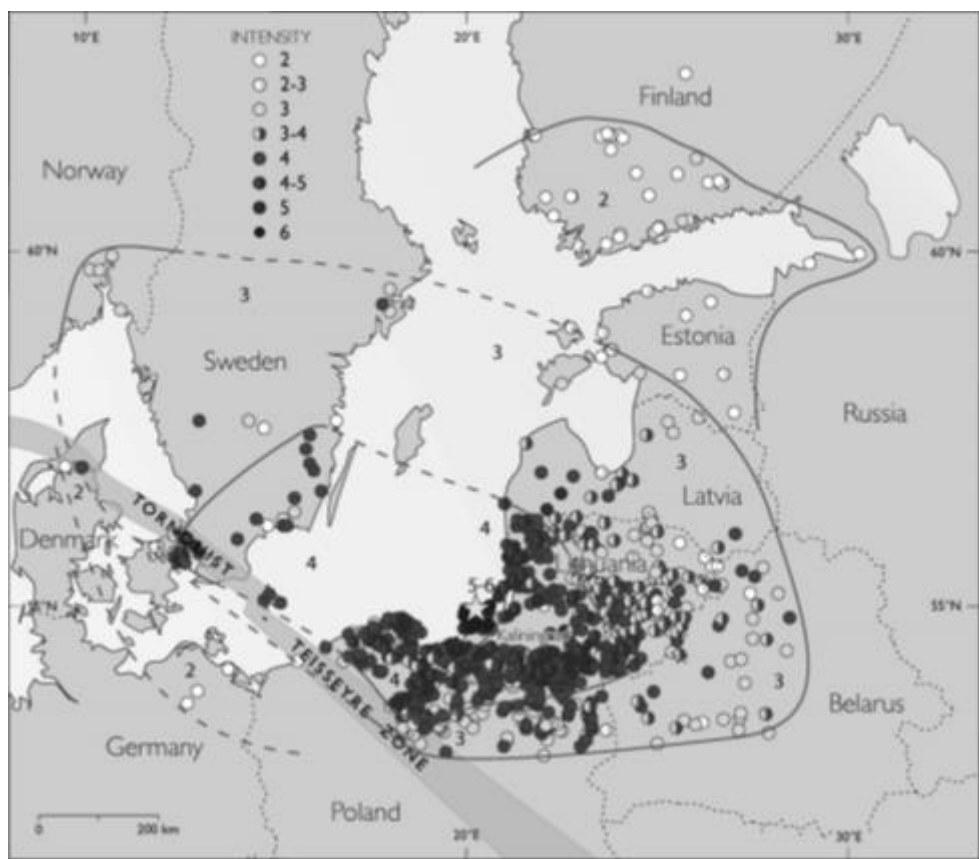 10°E
20°E
30°E
INTENSITY
2
2-3
3
3-4
4
4-5
5
6
Finland
Norway
2
60°N
60°N
3
3
Estonia
Sweden
Russia
3
2
Latvia
TORNQUIST
4
Denmark
4
Lithuania
5-6
55°N
Kaliningrad
TEISSEYRE ZONE
4
2
3
3
Belarus
Germany
Poland
0
200 km
20°E
30°E